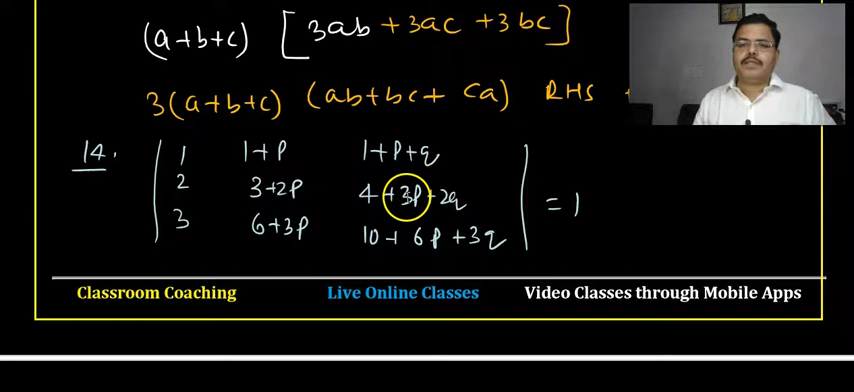 (a+b+c) [3ab +3ac +3bc]
3(a+b+c) (ab+bc+ ca) RHS
14. | 1 1+P 1+P+q |
2 3+2P 4+3P+2q = 1
3 6+3P 10+ 6P+3q
Classroom Coaching Live Online Classes Video Classes through Mobile Apps